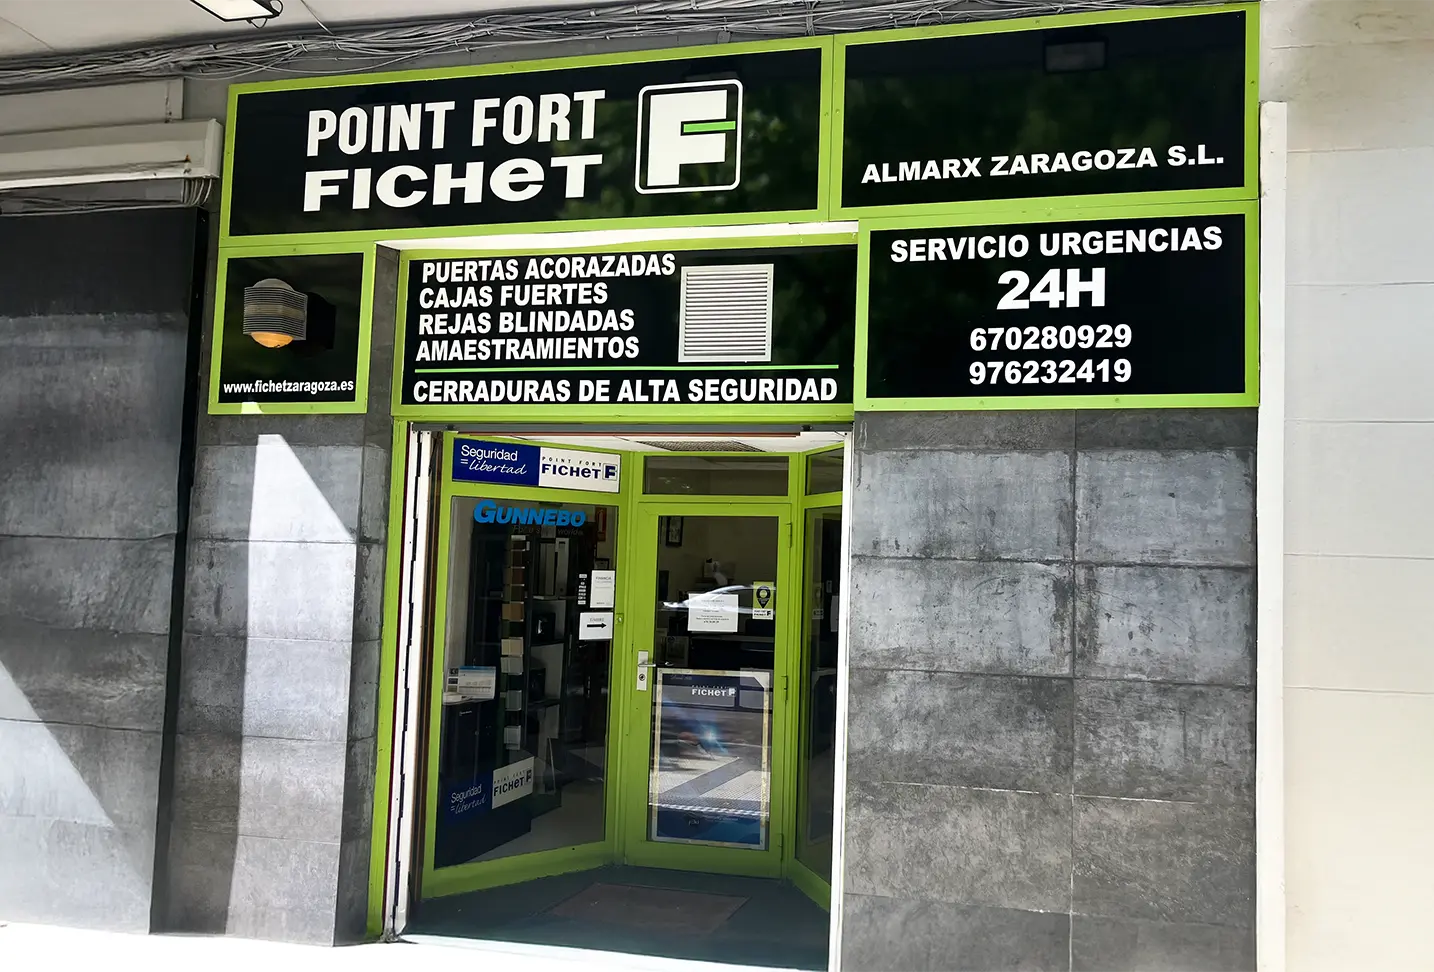 POINT FORT
FICHET
F
ALMARX ZARAGOZA S.L.
www.fichetzaragoza.es
PUERTAS ACORAZADAS
CAJAS FUERTES
REJAS BLINDADAS
AMAESTRAMIENTOS
CERRADURAS DE ALTA SEGURIDAD
SERVICIO URGENCIAS
24H
670280929
976232419
Seguridad
= libertad
POINT FORT
FICHET F
GUNNEBO
FICHET F
Seguridad
= libertad
POINT FORT
FICHET F